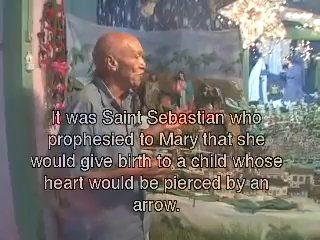 It was Saint Sebastian who
prophesied to Mary that she
would give birth to a child whose
heart would be pierced by an
arrow.